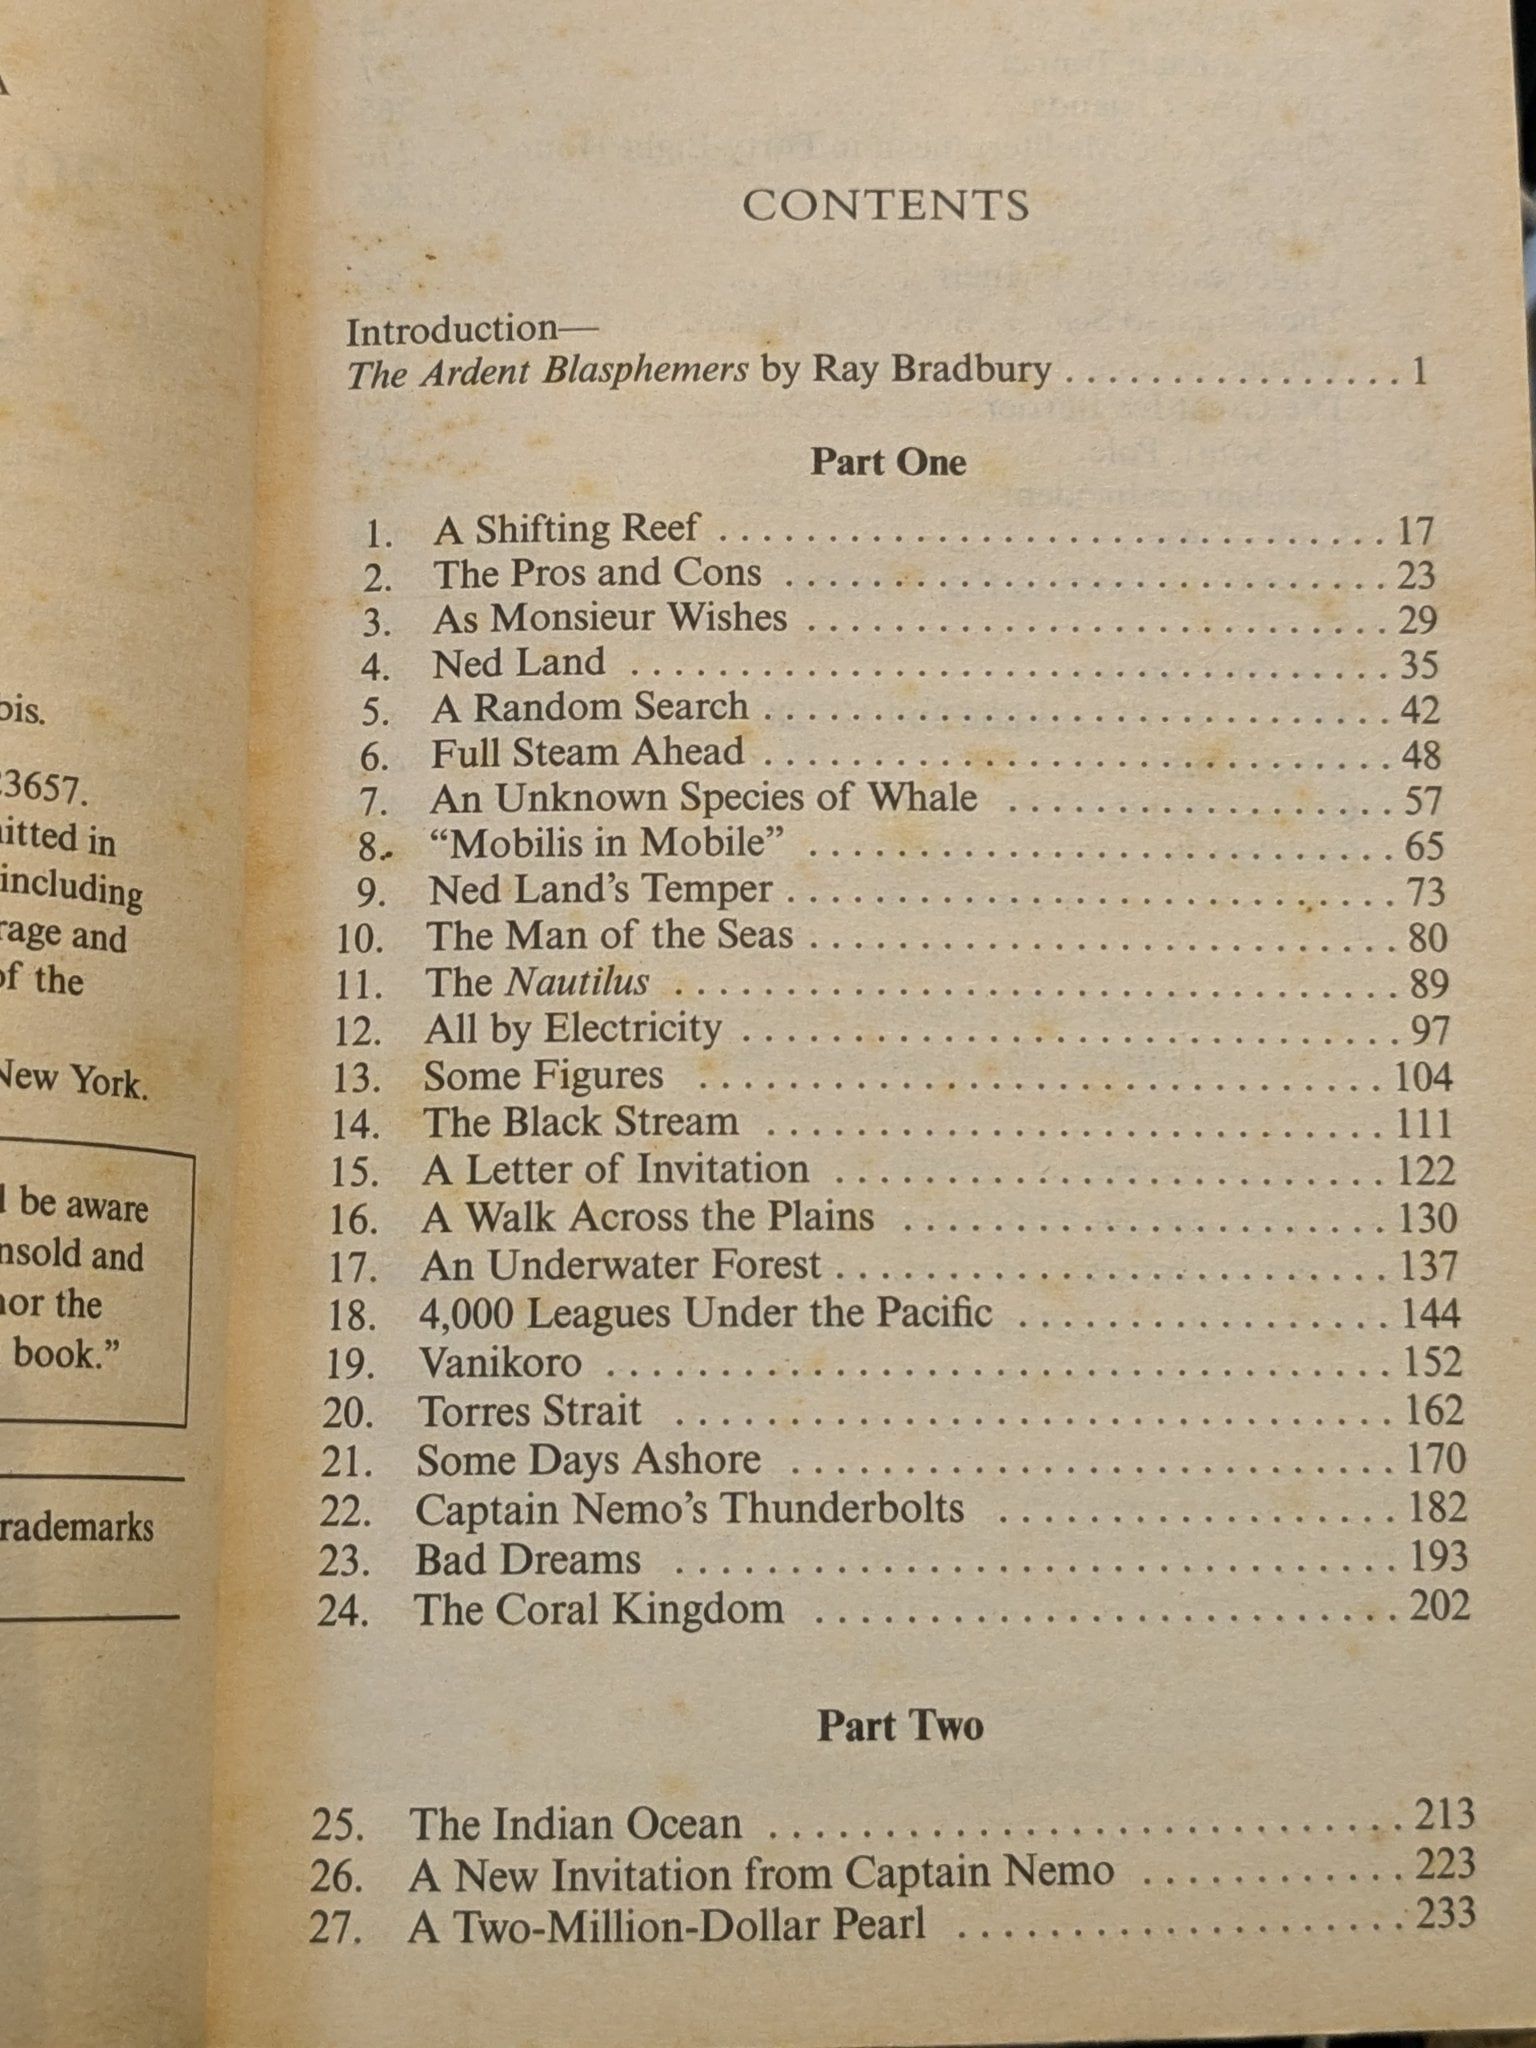 A
ois.
23657.
itted in
including
rage and
of the
New York.
be aware
nsold and
nor the
book.”
rademarks
CONTENTS
Introduction—
The Ardent Blasphemers by Ray Bradbury ................ 1
Part One
1. A Shifting Reef ................................ 17
2. The Pros and Cons ............................. 23
3. As Monsieur Wishes ............................ 29
4. Ned Land .................................... 35
5. A Random Search .............................. 42
6. Full Steam Ahead .............................. 48
7. An Unknown Species of Whale .................. 57
8. “Mobilis in Mobile” ........................... 65
9. Ned Land’s Temper ............................ 73
10. The Man of the Seas ........................... 80
11. The Nautilus .................................. 89
12. All by Electricity ............................... 97
13. Some Figures ................................ 104
14. The Black Stream ............................. 111
15. A Letter of Invitation ......................... 122
16. A Walk Across the Plains ...................... 130
17. An Underwater Forest ......................... 137
18. 4,000 Leagues Under the Pacific ................. 144
19. Vanikoro ................................... 152
20. Torres Strait ................................ 162
21. Some Days Ashore ........................... 170
22. Captain Nemo’s Thunderbolts .................. 182
23. Bad Dreams ................................ 193
24. The Coral Kingdom .......................... 202
Part Two
25. The Indian Ocean ............................ 213
26. A New Invitation from Captain Nemo ............ 223
27. A Two-Million-Dollar Pearl .................... 233